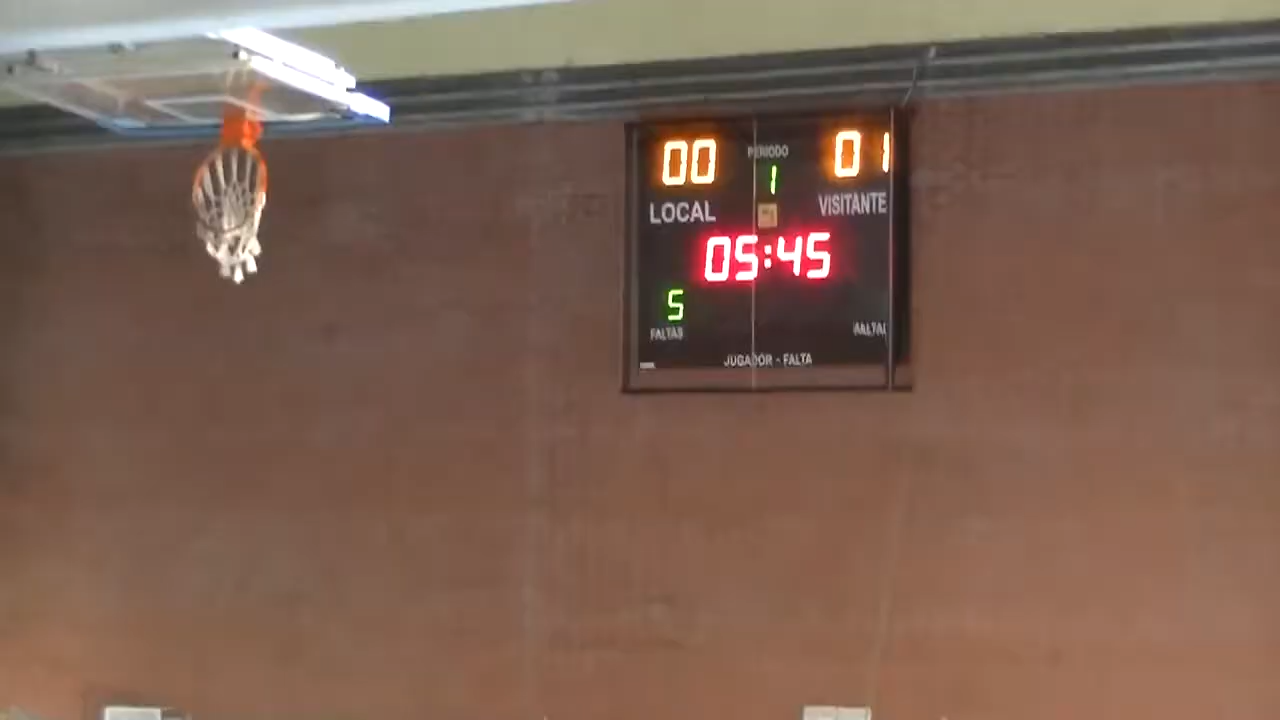 00 PERIODO 01
1
LOCAL VISITANTE
05:45
5
FALTAS FALTAS
JUGADOR - FALTA